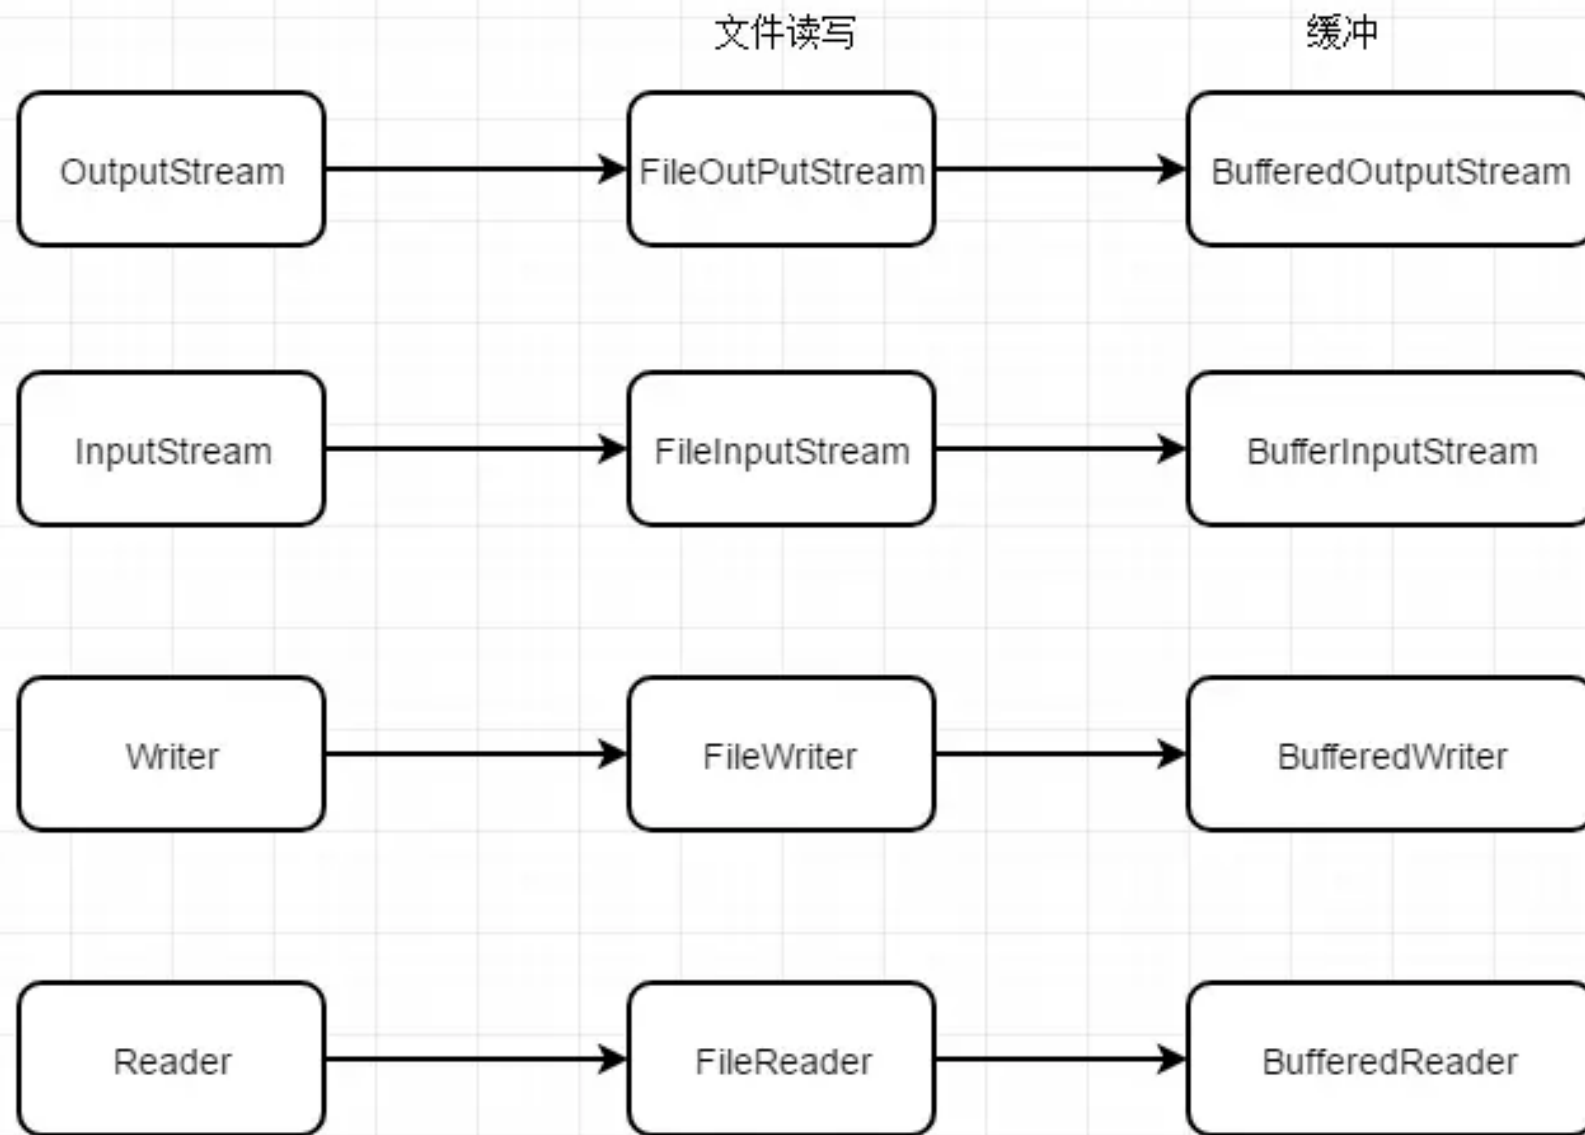 文件读写 缓冲
OutputStream FileOutPutStream BufferedOutputStream
InputStream FileInputStream BufferInputStream
Writer FileWriter BufferedWriter
Reader FileReader BufferedReader